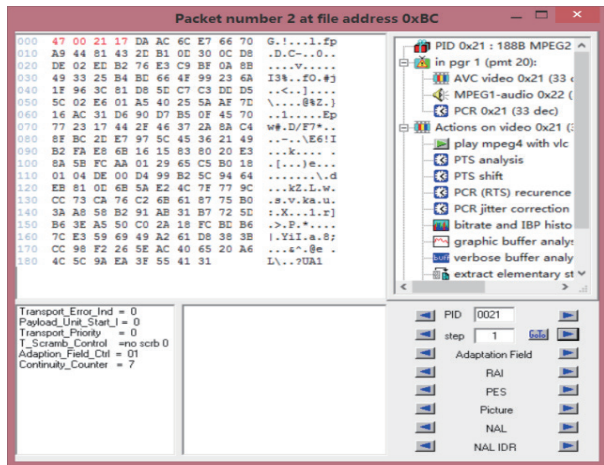 Packet number 2 at file address 0xBC
000 47 00 21 17 DA AC 6C E7 66 70 G.!...l.fp
010 A9 44 81 43 2D B1 0D 30 0C D8 .D.C-..0..
020 DE 02 ED B2 76 E3 C9 BF 0A 8B ....v.....
030 49 33 25 B4 BD 66 4F 99 23 6A I3%..fO.#j
040 1F 96 3C 81 D8 5D C7 C3 DD D5 ..<..]....
050 5C 02 E6 01 A5 40 25 5A AF 7D \....@%Z.}
060 16 AC 31 D6 90 D7 B5 0F 45 70 ..1.....Ep
070 77 23 17 44 2F 46 37 2A 8A C4 w#.D/F7*..
080 8F BC 2D E7 97 5C 45 36 21 49 ..-..\E6!I
090 B2 FA E8 6B 16 15 83 80 20 E3 ...k.... .
100 8A 5B FC AA 01 29 65 C5 B0 18 .[...)e...
110 01 04 DE 00 D4 99 B2 5C 94 64 .......\.d
120 EB 81 0D 6B 5A E2 4C 7F 77 9C ...kZ.L.w.
130 CC 73 CA 76 C2 6B 61 87 75 B0 .s.v.ka.u.
140 3A A8 58 B2 91 AB 31 B7 72 5D :.X...1.r]
150 B6 3E A5 50 C0 2A 18 FC BD B6 .>.P.*....
160 7C E3 59 69 49 A2 61 D8 38 3B |.YiI.a.8;
170 CC 98 F2 26 5E AC 40 65 20 A6 ...&^.@e .
180 4C 5C 9A EA 3F 55 41 31 L\..?UA1
PID 0x21 : 188B MPEG2
in pgr 1 (pmt 20):
AVC video 0x21 (33
MPEG1-audio 0x22 (
PCR 0x21 (33 dec)
Actions on video 0x21 (
play mpeg4 with vlc
PTS analysis
PTS shift
PCR (RTS) recurence
PCR jitter correction
bitrate and IBP histo
graphic buffer analy
verbose buffer analy
extract elementary st
Transport_Error_Ind = 0
Payload_Unit_Start_I = 0
Transport_Priority = 0
T_Scramb_Control =no scrb 0
Adaption_Field_Ctrl = 01
Continuity_Counter = 7
PID 0021
step 1 GoTo
Adaptation Field
RAI
PES
Picture
NAL
NAL IDR